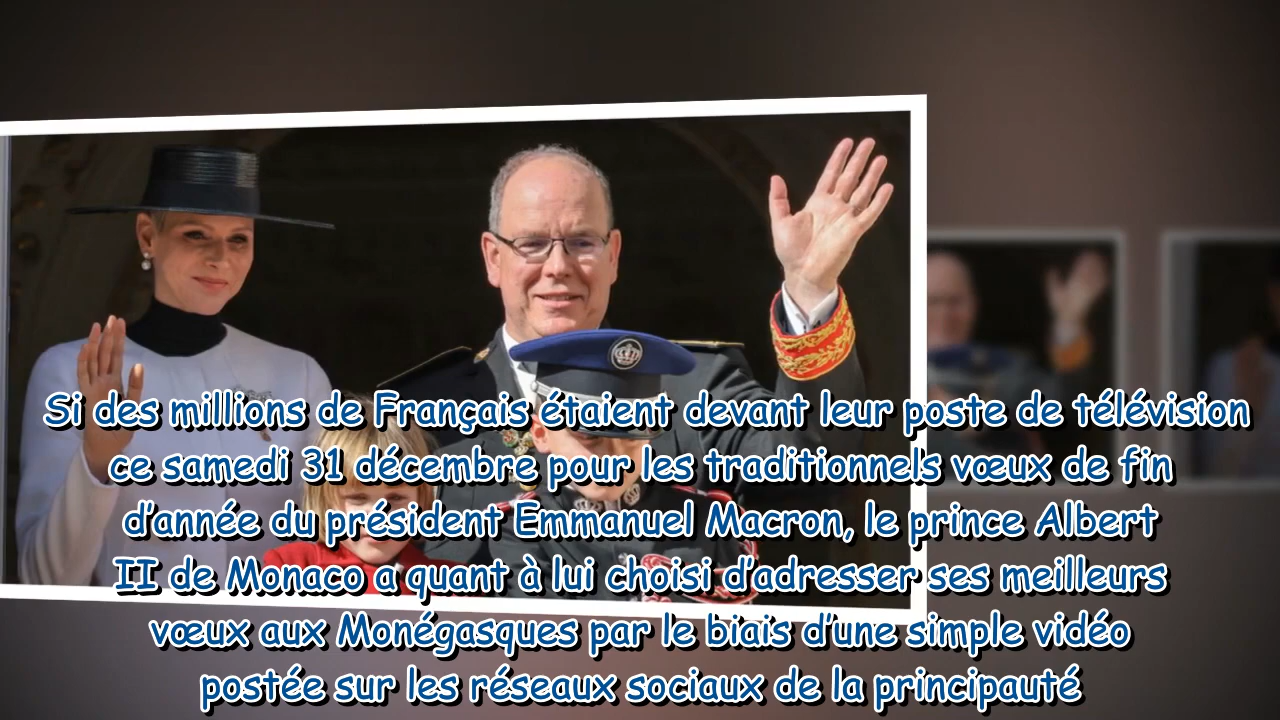 Si des millions de Français étaient devant leur poste de télévision
ce samedi 31 décembre pour les traditionnels vœux de fin
d'année du président Emmanuel Macron, le prince Albert
II de Monaco a quant à lui choisi d'adresser ses meilleurs
vœux aux Monégasques par le biais d'une simple vidéo
postée sur les réseaux sociaux de la principauté